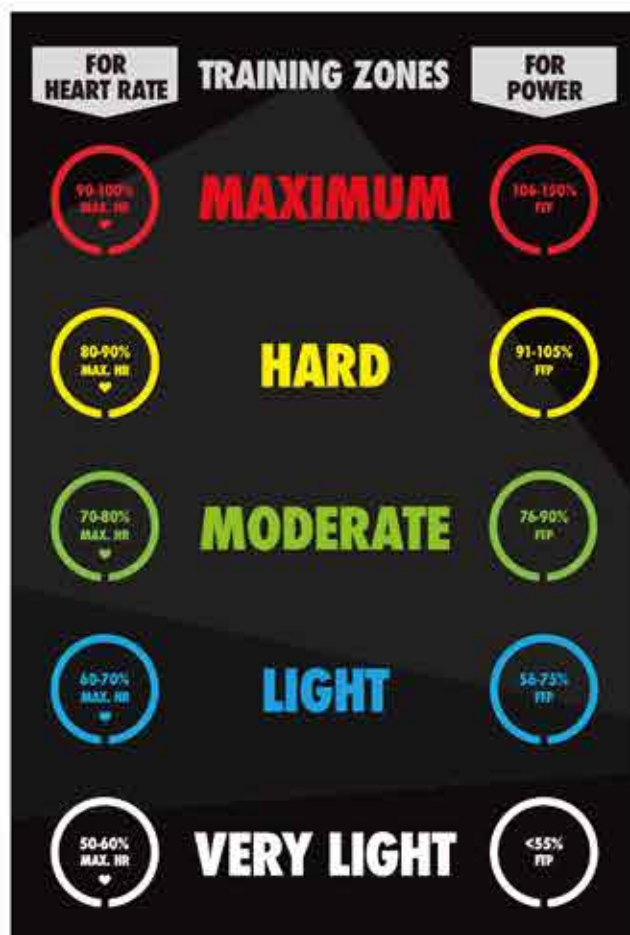 FOR
HEART RATE
TRAINING ZONES
FOR
POWER
90-100%
MAX. HR
MAXIMUM
106-150%
FTP
80-90%
MAX. HR
HARD
91-105%
FTP
70-80%
MAX. HR
MODERATE
76-90%
FTP
60-70%
MAX. HR
LIGHT
56-75%
FTP
50-60%
MAX. HR
VERY LIGHT
<55%
FTP